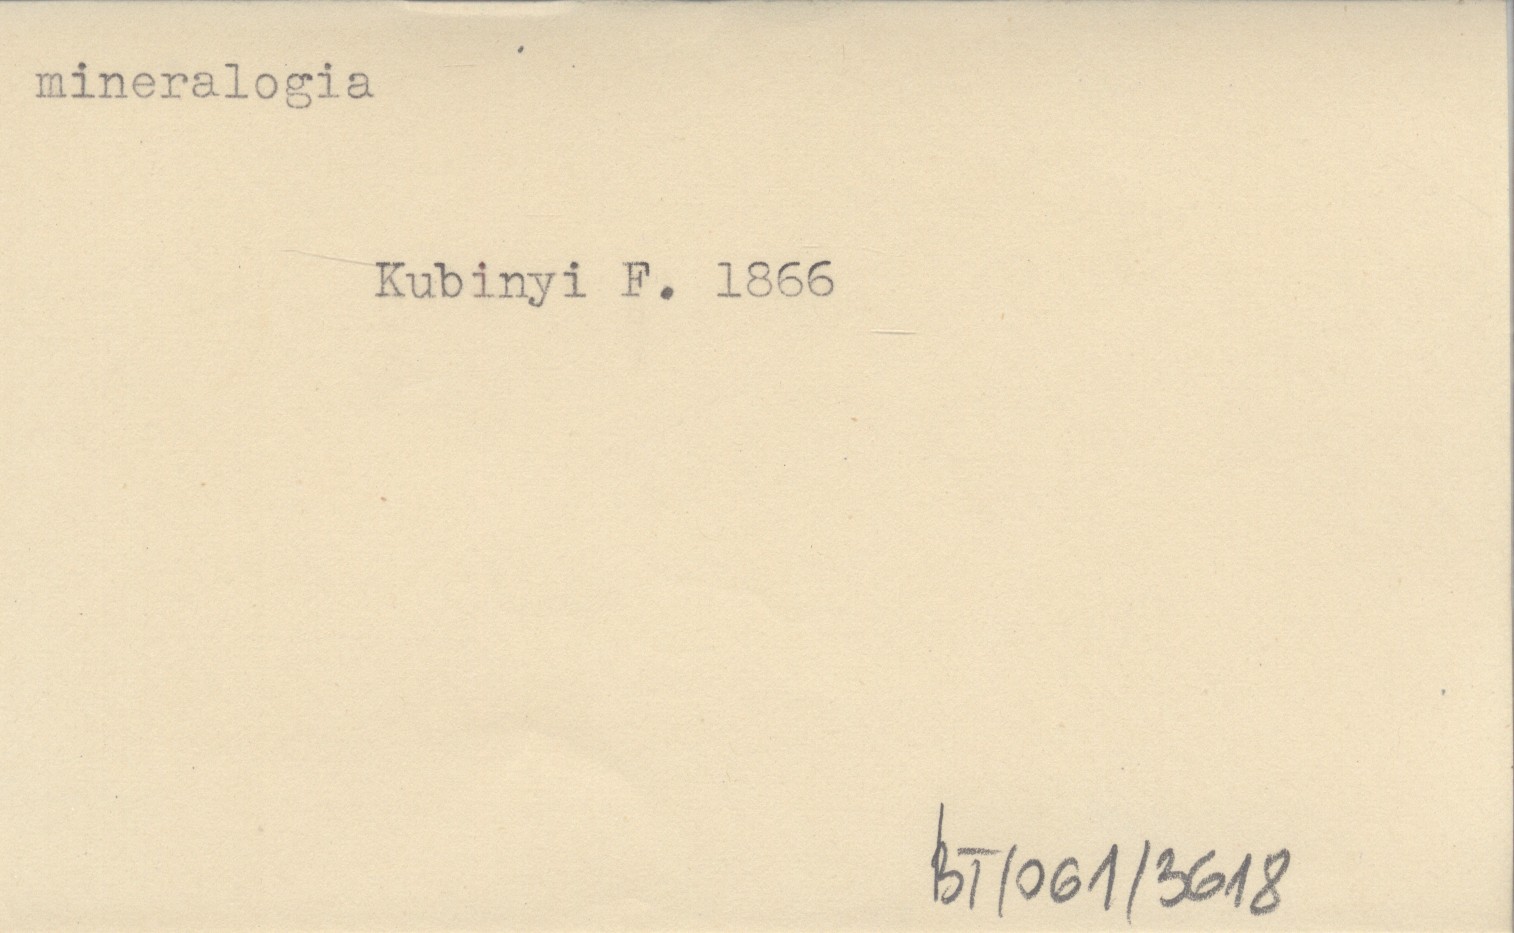 mineralogia
Kubinyi F. 1866
BT/061/3618